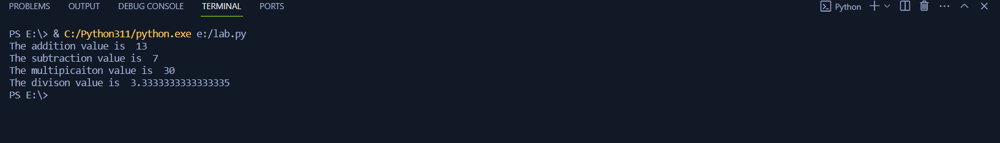 PROBLEMS OUTPUT DEBUG CONSOLE TERMINAL PORTS Python
PS E:\> & C:/Python311/python.exe e:/lab.py
The addition value is  13
The subtraction value is  7
The multipicaiton value is  30
The divison value is  3.3333333333333335
PS E:\>